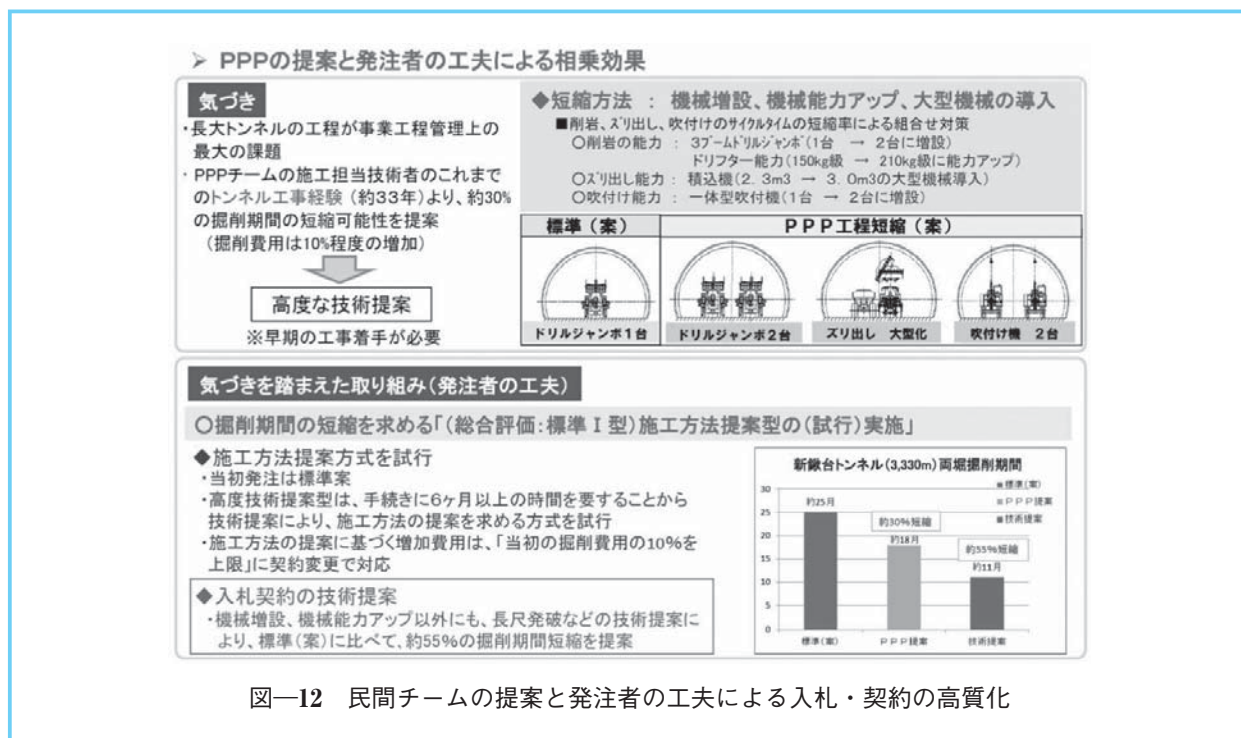 ➢ PPPの提案と発注者の工夫による相乗効果
気づき
・長大トンネルの工程が事業工程管理上の
最大の課題
・PPPチームの施工担当技術者のこれまで
のトンネル工事経験（約33年）より、約30%
の掘削期間の短縮可能性を提案
（掘削費用は10%程度の増加）
高度な技術提案
※早期の工事着手が必要
◆短縮方法 ： 機械増設、機械能力アップ、大型機械の導入
■削岩、ズリ出し、吹付けのサイクルタイムの短縮率による組合せ対策
○削岩の能力 ： 3ブームドリルジャンボ（1台 → 2台に増設）
ドリフター能力（150kg級 → 210kg級に能力アップ）
○ズリ出し能力 ： 積込機（2．3m3 → 3．0m3の大型機械導入）
○吹付け能力 ： 一体型吹付機（1台 → 2台に増設）
標準（案）
PPP工程短縮（案）
ドリルジャンボ1台
ドリルジャンボ2台
ズリ出し 大型化
吹付け機 2台
気づきを踏まえた取り組み（発注者の工夫）
○掘削期間の短縮を求める「（総合評価：標準Ⅰ型）施工方法提案型の（試行）実施」
◆施工方法提案方式を試行
・当初発注は標準案
・高度技術提案型は、手続きに6ヶ月以上の時間を要することから
技術提案により、施工方法の提案を求める方式を試行
・施工方法の提案に基づく増加費用は、「当初の掘削費用の10%を
上限」に契約変更で対応
◆入札契約の技術提案
・機械増設、機械能力アップ以外にも、長尺発破などの技術提案に
より、標準（案）に比べて、約55%の掘削期間短縮を提案
新鍬台トンネル（3,330m）両堀掘削期間
■標準（案）
■PPP提案
■技術提案
30
25
20
15
10
5
0
約25月
約30%短縮
約18月
約55%短縮
約11月
標準（案）
PPP提案
技術提案
図―12 民間チームの提案と発注者の工夫による入札・契約の高質化